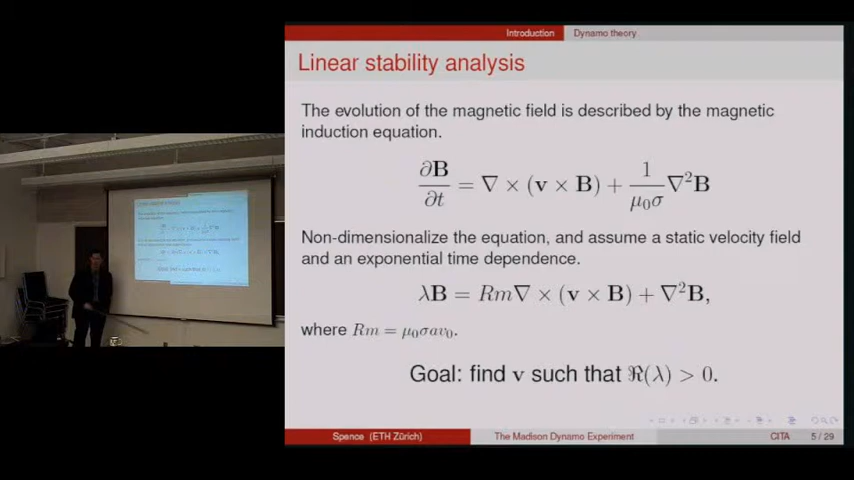 Introduction Dynamo theory
Linear stability analysis
The evolution of the magnetic field is described by the magnetic
induction equation.
∂B/∂t = ∇ × (v × B) + 1/(μ₀σ) ∇²B
Non-dimensionalize the equation, and assume a static velocity field
and an exponential time dependence.
λB = Rm∇ × (v × B) + ∇²B,
where Rm = μ₀σav₀.
Goal: find v such that ℜ(λ) > 0.
Spence (ETH Zürich) The Madison Dynamo Experiment CITA 5 / 29